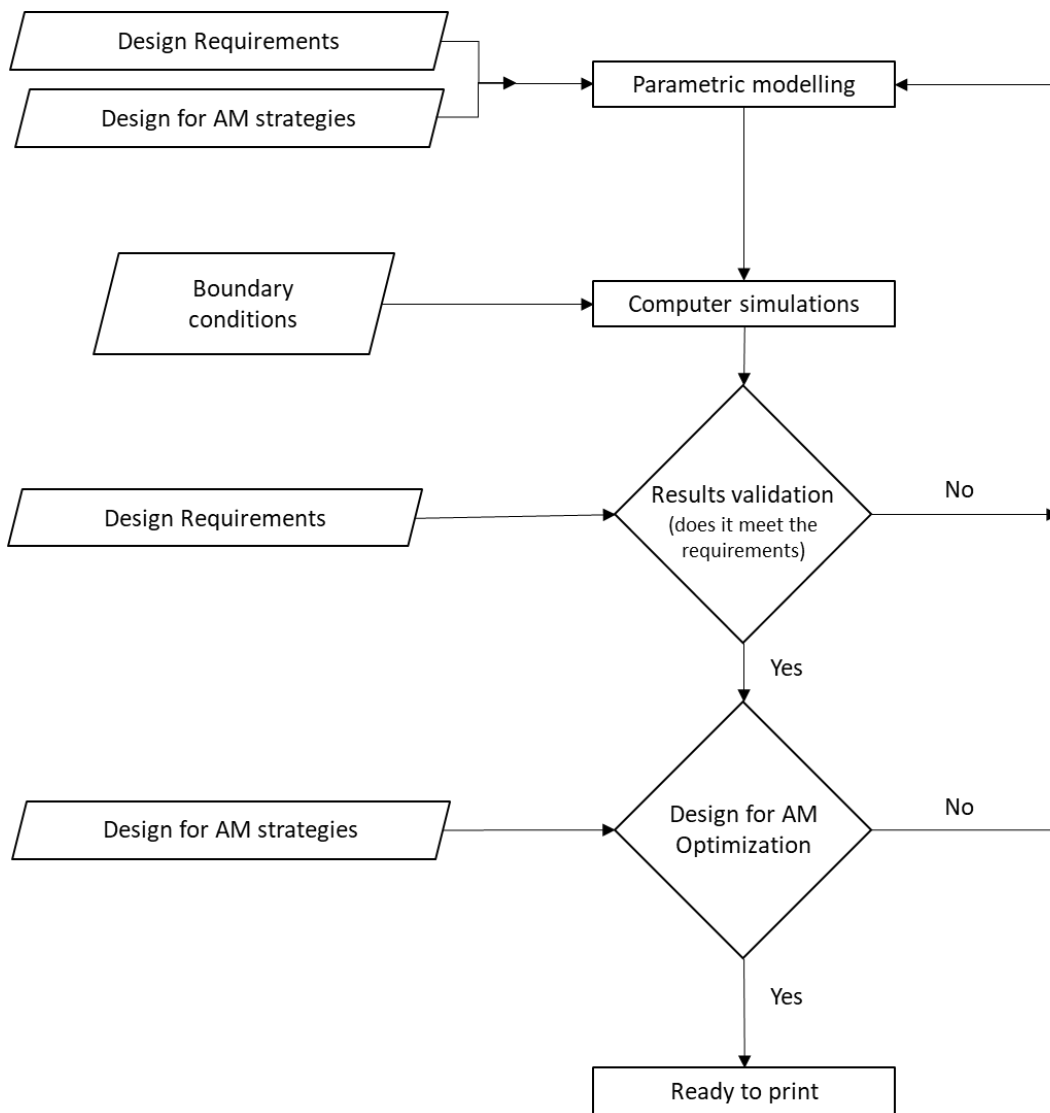 Design Requirements
Design for AM strategies
Parametric modelling
Boundary
conditions
Computer simulations
Design Requirements
Results validation
(does it meet the
requirements)
No
Yes
Design for AM strategies
Design for AM
Optimization
No
Yes
Ready to print